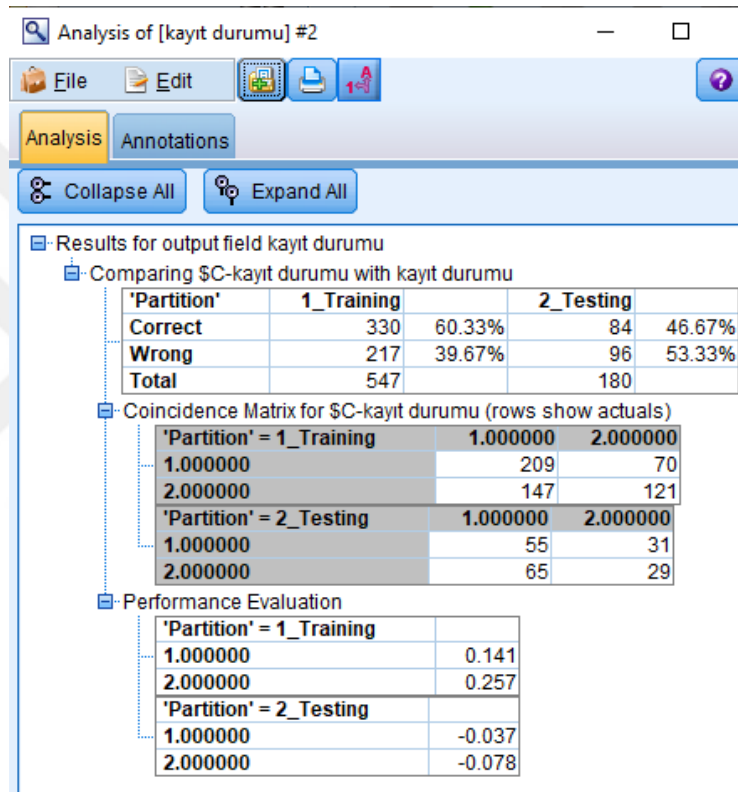 Analysis of [kayıt durumu] #2
File Edit
Analysis Annotations
Collapse All Expand All
Results for output field kayıt durumu
Comparing $C-kayıt durumu with kayıt durumu
'Partition' 1_Training 2_Testing
Correct 330 60.33% 84 46.67%
Wrong 217 39.67% 96 53.33%
Total 547 180
Coincidence Matrix for $C-kayıt durumu (rows show actuals)
'Partition' = 1_Training 1.000000 2.000000
1.000000 209 70
2.000000 147 121
'Partition' = 2_Testing 1.000000 2.000000
1.000000 55 31
2.000000 65 29
Performance Evaluation
'Partition' = 1_Training
1.000000 0.141
2.000000 0.257
'Partition' = 2_Testing
1.000000 -0.037
2.000000 -0.078